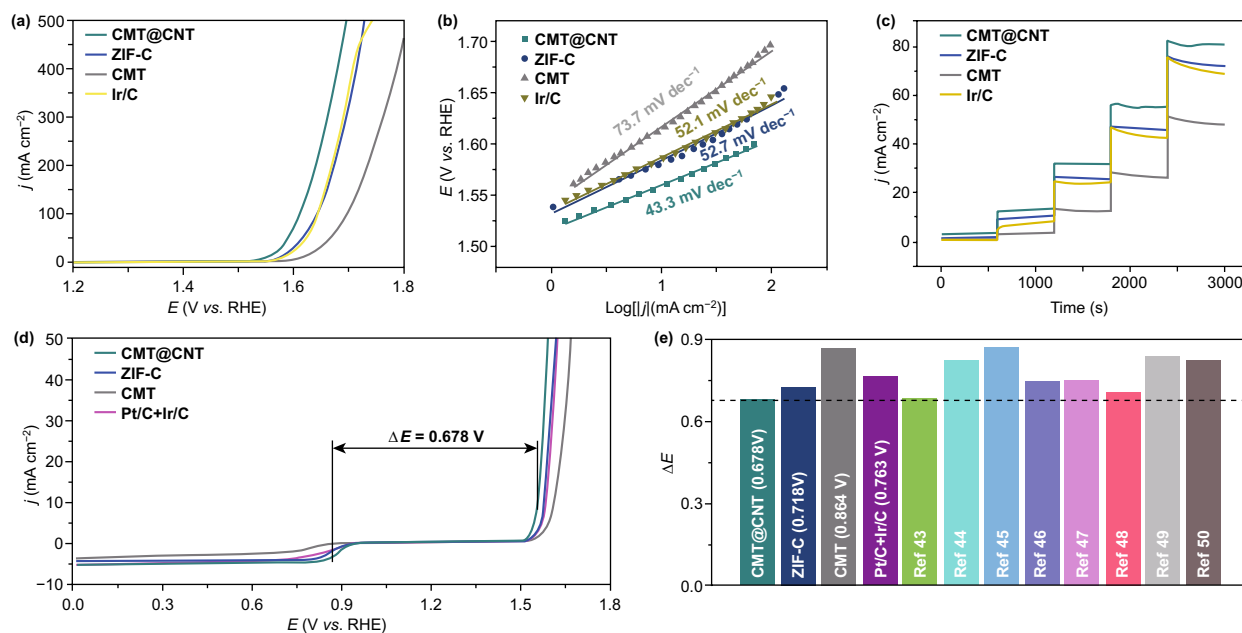 (a)
500
400
300
200
100
0
j (mA cm⁻²)
CMT@CNT
ZIF-C
CMT
Ir/C
1.2
1.4
1.6
1.8
E (V vs. RHE)
(b)
1.70
1.65
1.60
1.55
1.50
E (V vs. RHE)
CMT@CNT
ZIF-C
CMT
Ir/C
73.7 mV dec⁻¹
52.1 mV dec⁻¹
52.7 mV dec⁻¹
43.3 mV dec⁻¹
0
1
2
Log[|j|(mA cm⁻²)]
(c)
80
60
40
20
0
j (mA cm⁻²)
CMT@CNT
ZIF-C
CMT
Ir/C
0
1000
2000
3000
Time (s)
(d)
50
40
30
20
10
0
−10
j (mA cm⁻²)
CMT@CNT
ZIF-C
CMT
Pt/C+Ir/C
ΔE = 0.678 V
0.0
0.3
0.6
0.9
1.2
1.5
1.8
E (V vs. RHE)
(e)
0.9
0.6
0.3
0.0
ΔE
CMT@CNT (0.678V)
ZIF-C (0.718V)
CMT (0.864 V)
Pt/C+Ir/C (0.763 V)
Ref 43
Ref 44
Ref 45
Ref 46
Ref 47
Ref 48
Ref 49
Ref 50